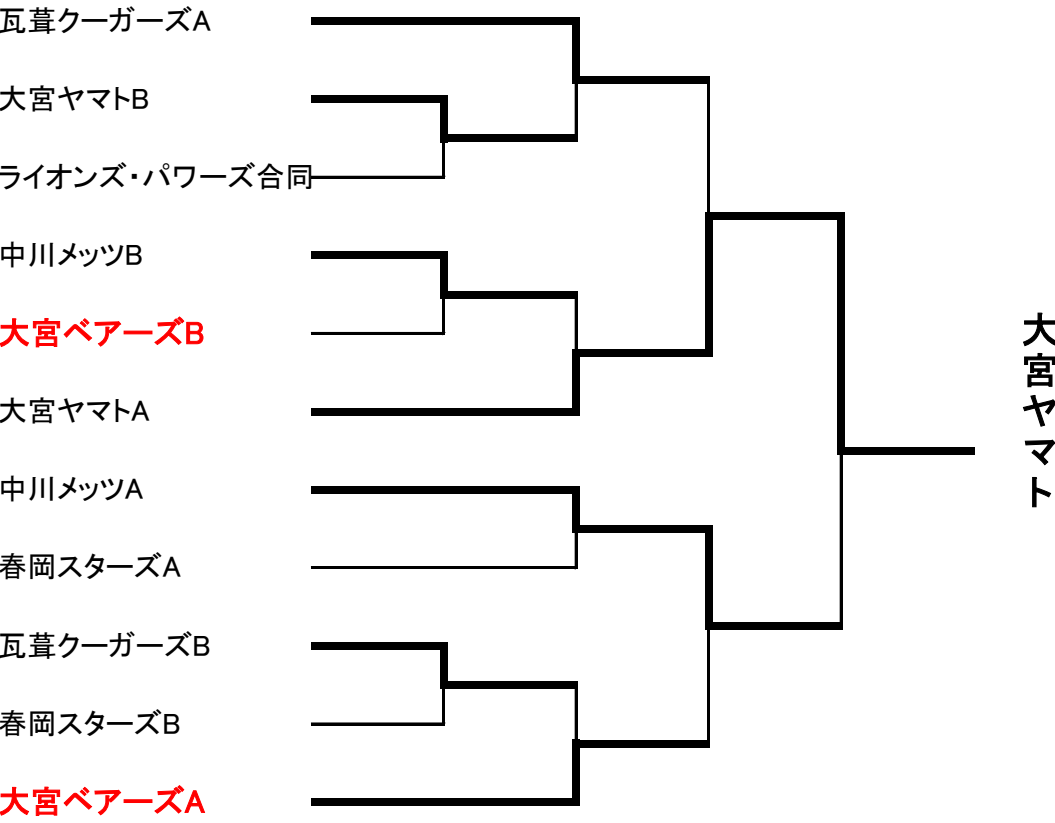 瓦葺クーガーズA
大宮ヤマトB
ライオンズ・パワーズ合同
中川メッツB
大宮ベアーズB
大宮ヤマトA
中川メッツA
春岡スターズA
瓦葺クーガーズB
春岡スターズB
大宮ベアーズA
大宮ヤマト